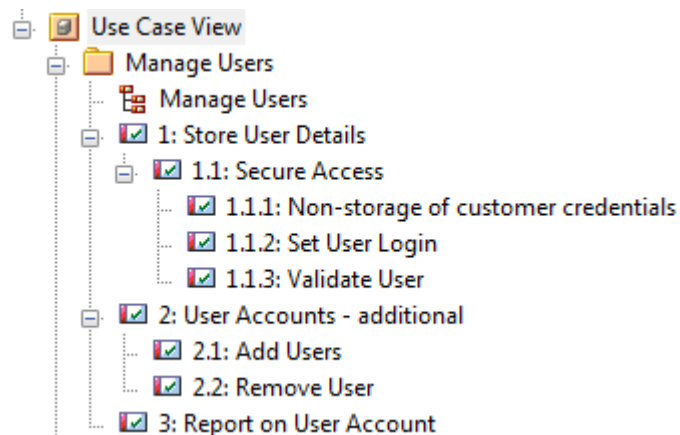 Use Case View
Manage Users
Manage Users
1: Store User Details
1.1: Secure Access
1.1.1: Non-storage of customer credentials
1.1.2: Set User Login
1.1.3: Validate User
2: User Accounts - additional
2.1: Add Users
2.2: Remove User
3: Report on User Account